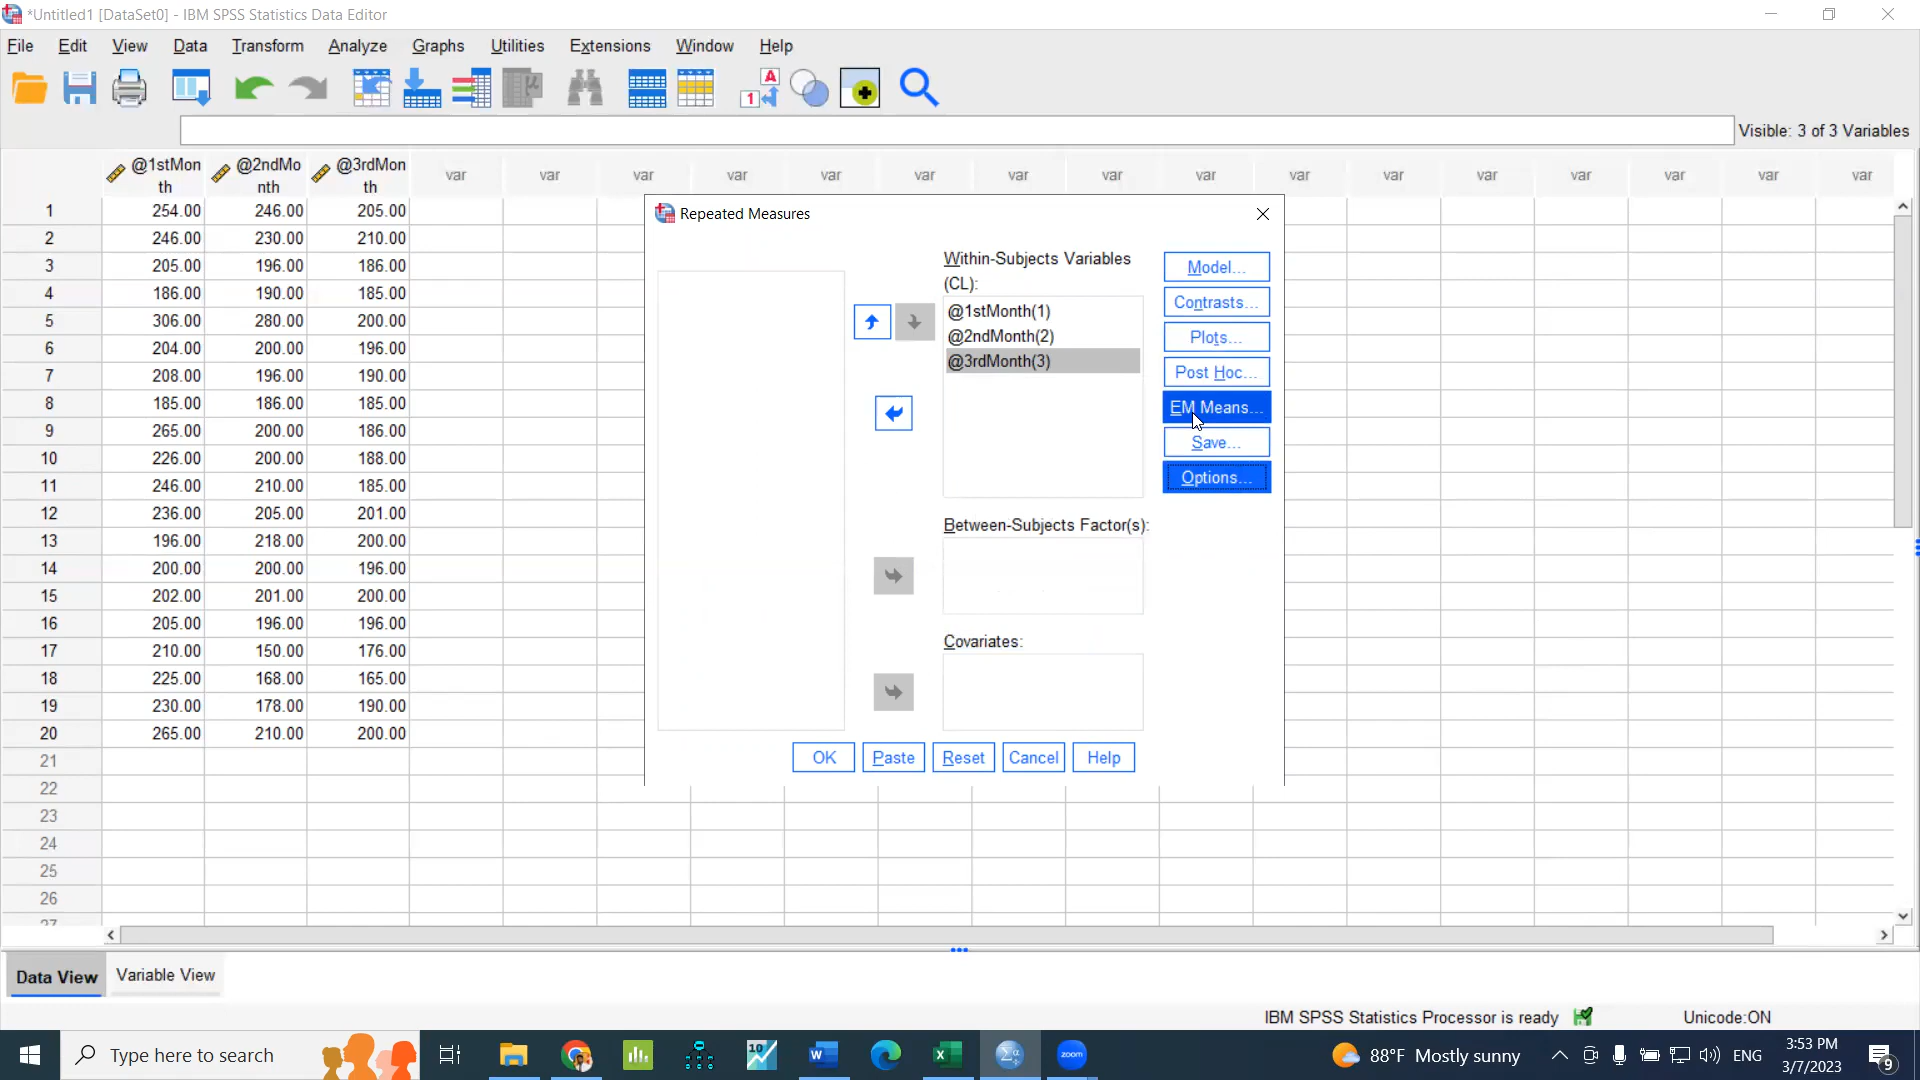 *Untitled1 [DataSet0] - IBM SPSS Statistics Data Editor
File Edit View Data Transform Analyze Graphs Utilities Extensions Window Help
Visible: 3 of 3 Variables
@1stMon
th
@2ndMo
nth
@3rdMon
th
var var var var var var var var var var var var var var var var
1 254.00 246.00 205.00
2 246.00 230.00 210.00
3 205.00 196.00 186.00
4 186.00 190.00 185.00
5 306.00 280.00 200.00
6 204.00 200.00 196.00
7 208.00 196.00 190.00
8 185.00 186.00 185.00
9 265.00 200.00 186.00
10 226.00 200.00 188.00
11 246.00 210.00 185.00
12 236.00 205.00 201.00
13 196.00 218.00 200.00
14 200.00 200.00 196.00
15 202.00 201.00 200.00
16 205.00 196.00 196.00
17 210.00 150.00 176.00
18 225.00 168.00 165.00
19 230.00 178.00 190.00
20 265.00 210.00 200.00
21
22
23
24
25
26
27
Repeated Measures
Within-Subjects Variables
(CL):
@1stMonth(1)
@2ndMonth(2)
@3rdMonth(3)
Model...
Contrasts...
Plots...
Post Hoc...
EM Means...
Save...
Options...
Between-Subjects Factor(s):
Covariates:
OK Paste Reset Cancel Help
Data View Variable View
IBM SPSS Statistics Processor is ready Unicode:ON
Type here to search
10
W
zoom
88°F Mostly sunny
ENG
3:53 PM
3/7/2023
9